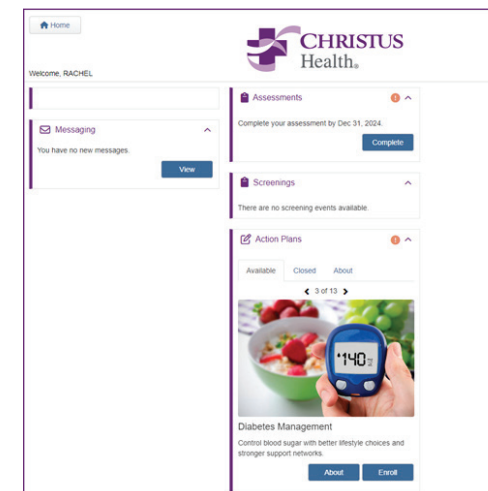 Home
CHRISTUS
Health®
Welcome, RACHEL
Messaging
You have no new messages.
View
Assessments
Complete your assessment by Dec 31, 2024.
Complete
Screenings
There are no screening events available.
Action Plans
Available Closed About
3 of 13
140
Diabetes Management
Control blood sugar with better lifestyle choices and
stronger support networks.
About Enroll